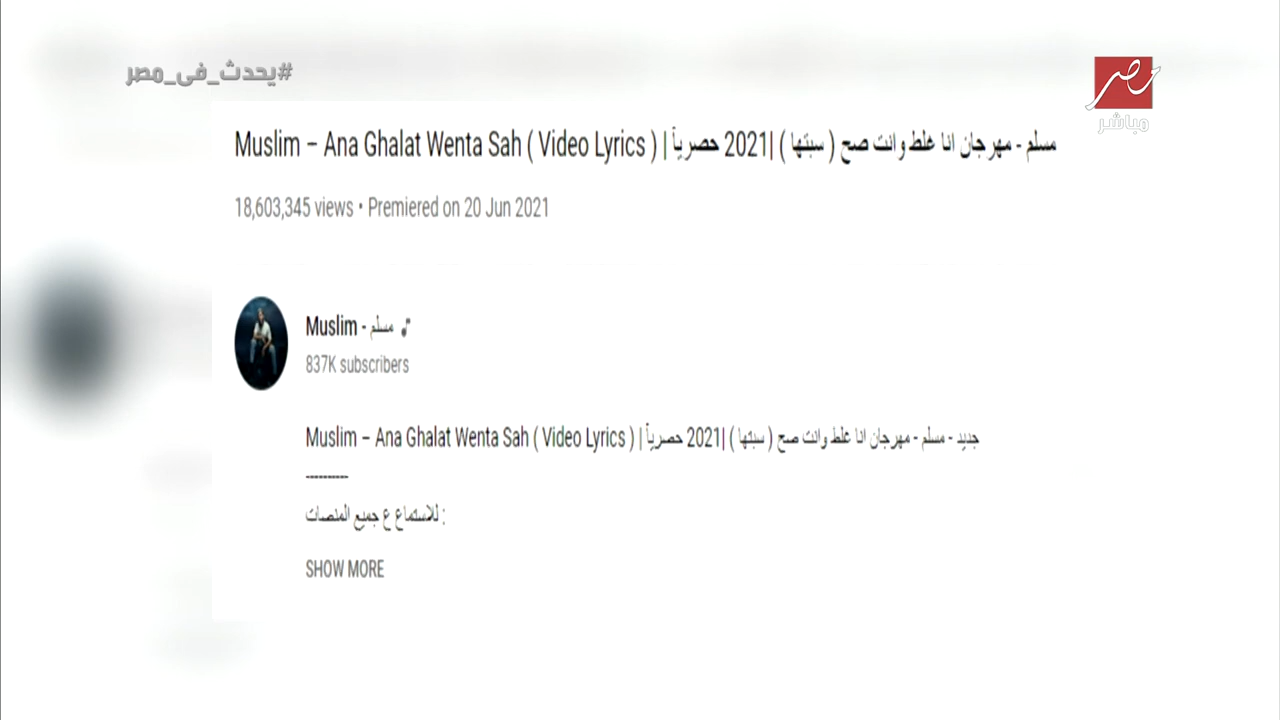 #يحدث_فى_مصر
مصر
مباشر
Muslim – Ana Ghalat Wenta Sah ( Video Lyrics ) | مسلم - مهرجان انا غلط وانت صح ( سبتها ) |2021 حصرياً
18,603,345 views • Premiered on 20 Jun 2021
Muslim - مسلم
837K subscribers
Muslim – Ana Ghalat Wenta Sah ( Video Lyrics ) | جديد - مسلم - مهرجان انا غلط وانت صح ( سبتها ) |2021 حصرياً
----------
للاستماع ع جميع المنصات :
SHOW MORE